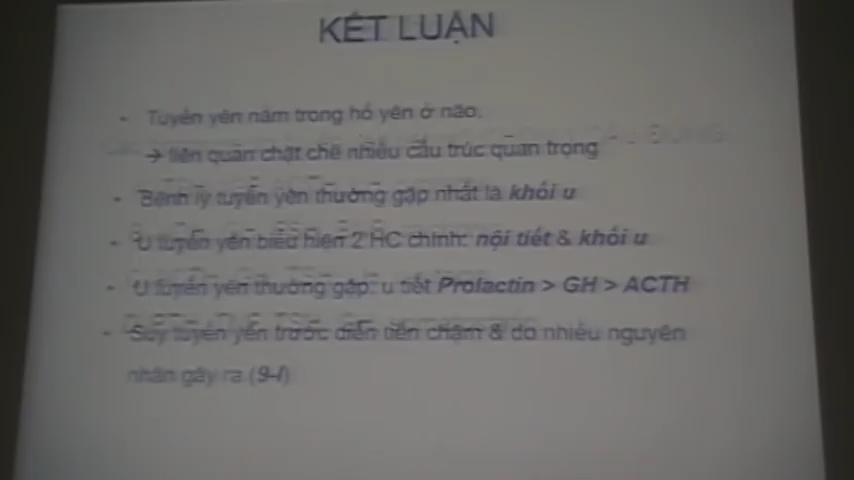 KẾT LUẬN
- Tuyến yên nằm trong hố yên ở não.
→ liên quan chặt chẽ nhiều cấu trúc quan trọng
- Bệnh lý tuyến yên thường gặp nhất là khối u
- U tuyến yên biểu hiện 2 HC chính: nội tiết & khối u
- U tuyến yên thường gặp: u tiết Prolactin > GH > ACTH
- Suy tuyến yên trước diễn tiến chậm & do nhiều nguyên
nhân gây ra (9-I)